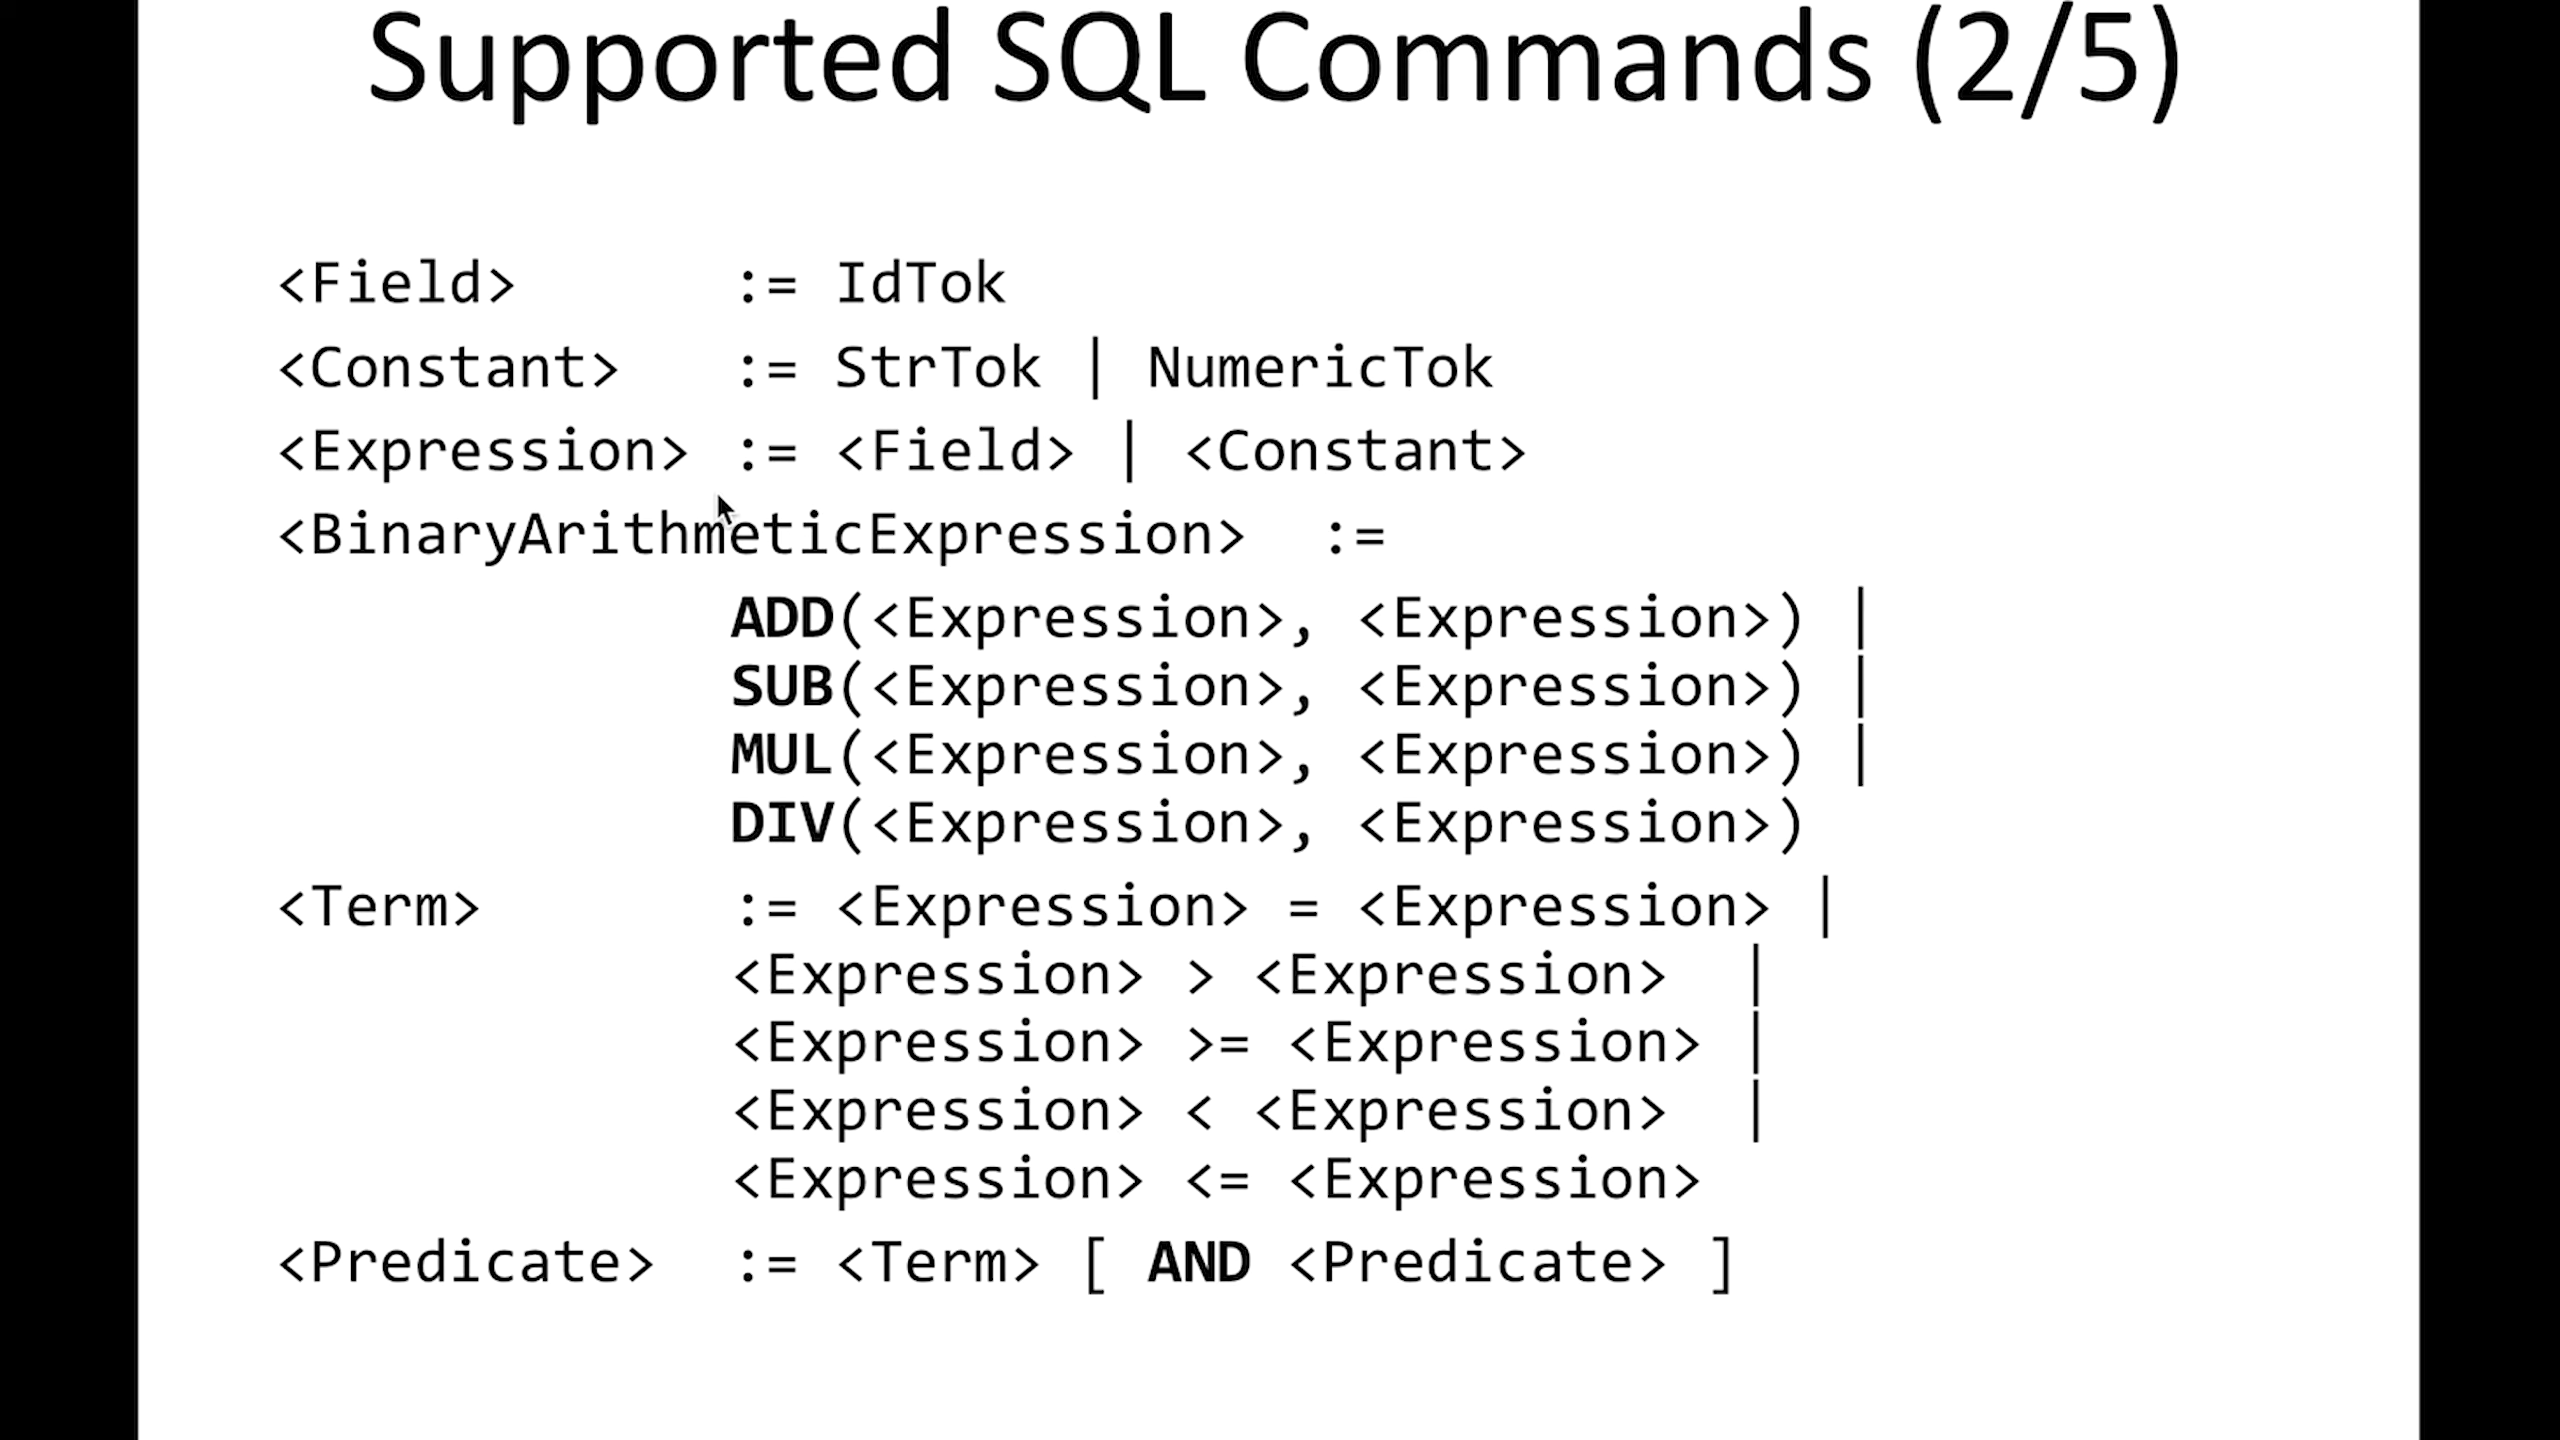 Supported SQL Commands (2/5)
<Field> := IdTok
<Constant> := StrTok | NumericTok
<Expression> := <Field> | <Constant>
<BinaryArithmeticExpression> :=
ADD(<Expression>, <Expression>) |
SUB(<Expression>, <Expression>) |
MUL(<Expression>, <Expression>) |
DIV(<Expression>, <Expression>)
<Term> := <Expression> = <Expression> |
<Expression> > <Expression> |
<Expression> >= <Expression> |
<Expression> < <Expression> |
<Expression> <= <Expression>
<Predicate> := <Term> [ AND <Predicate> ]